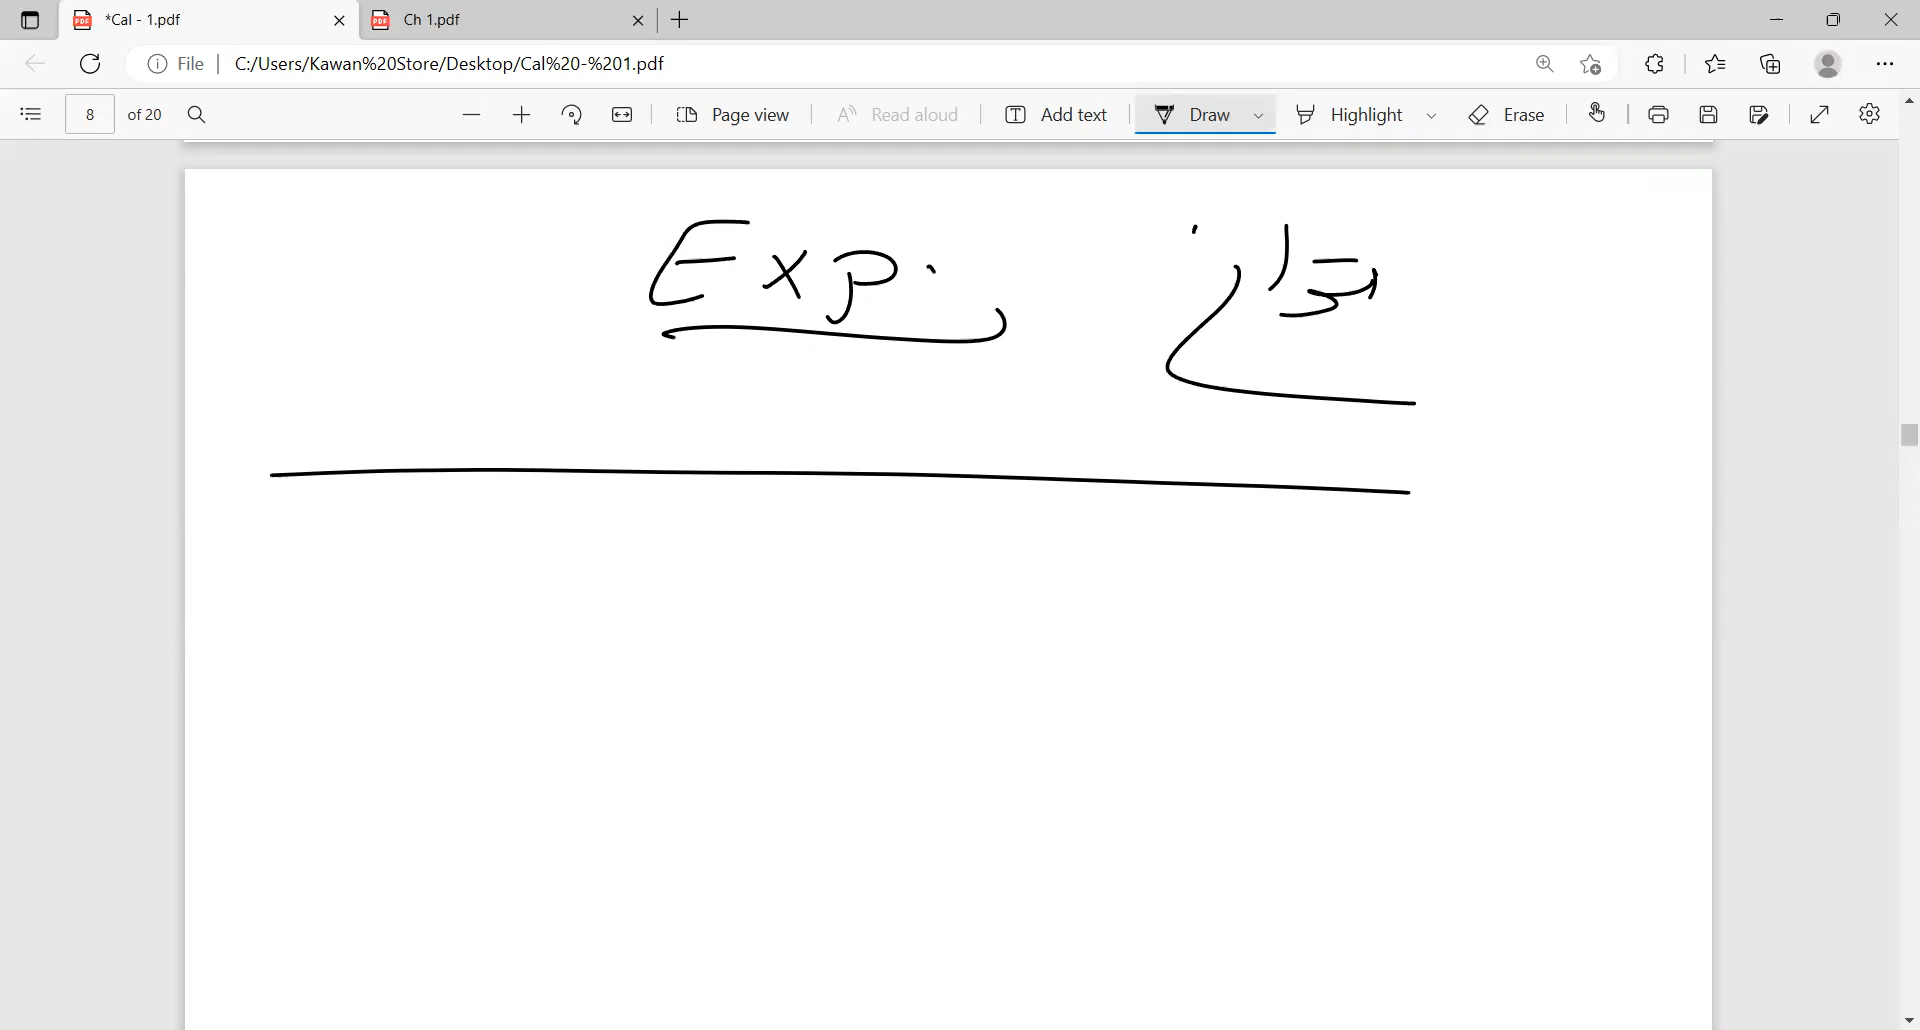 *Cal - 1.pdf
Ch 1.pdf
File
C:/Users/Kawan%20Store/Desktop/Cal%20-%201.pdf
8
of 20
Page view
Read aloud
Add text
Draw
Highlight
Erase
Exp.